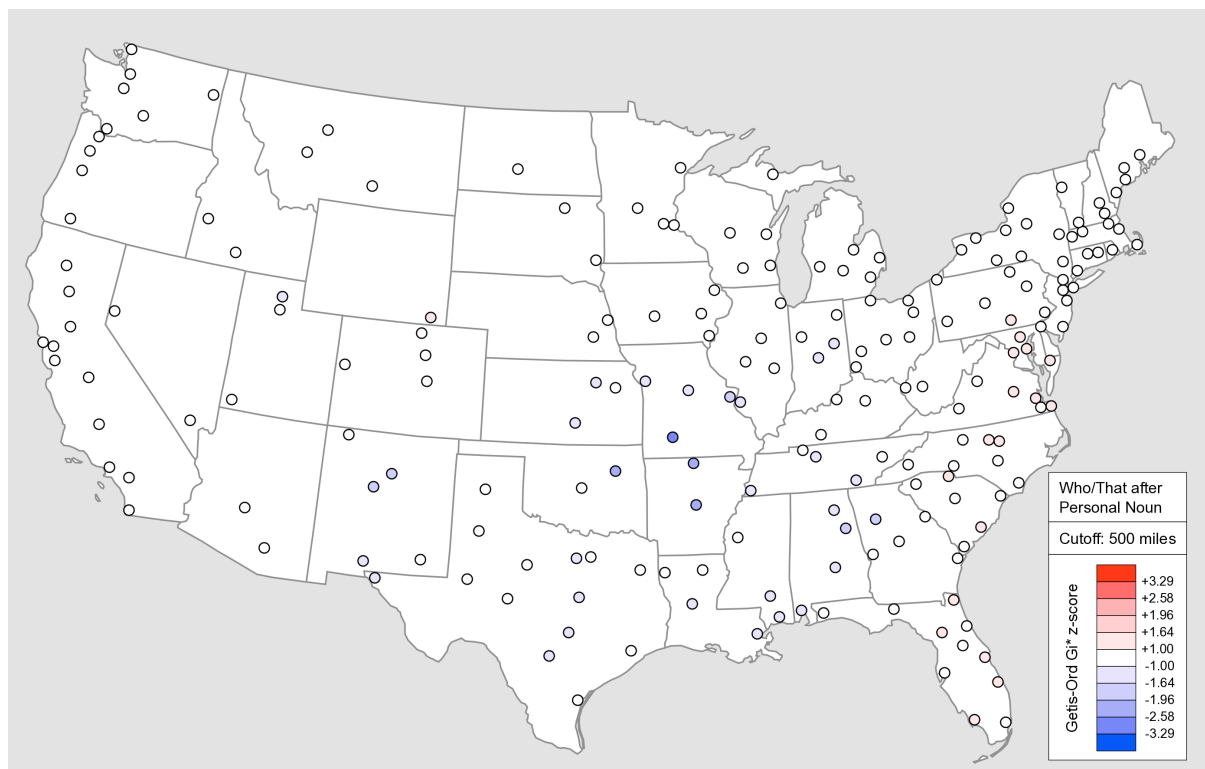 Who/That after
Personal Noun
Cutoff: 500 miles
Getis-Ord Gi* z-score
+3.29
+2.58
+1.96
+1.64
+1.00
-1.00
-1.64
-1.96
-2.58
-3.29